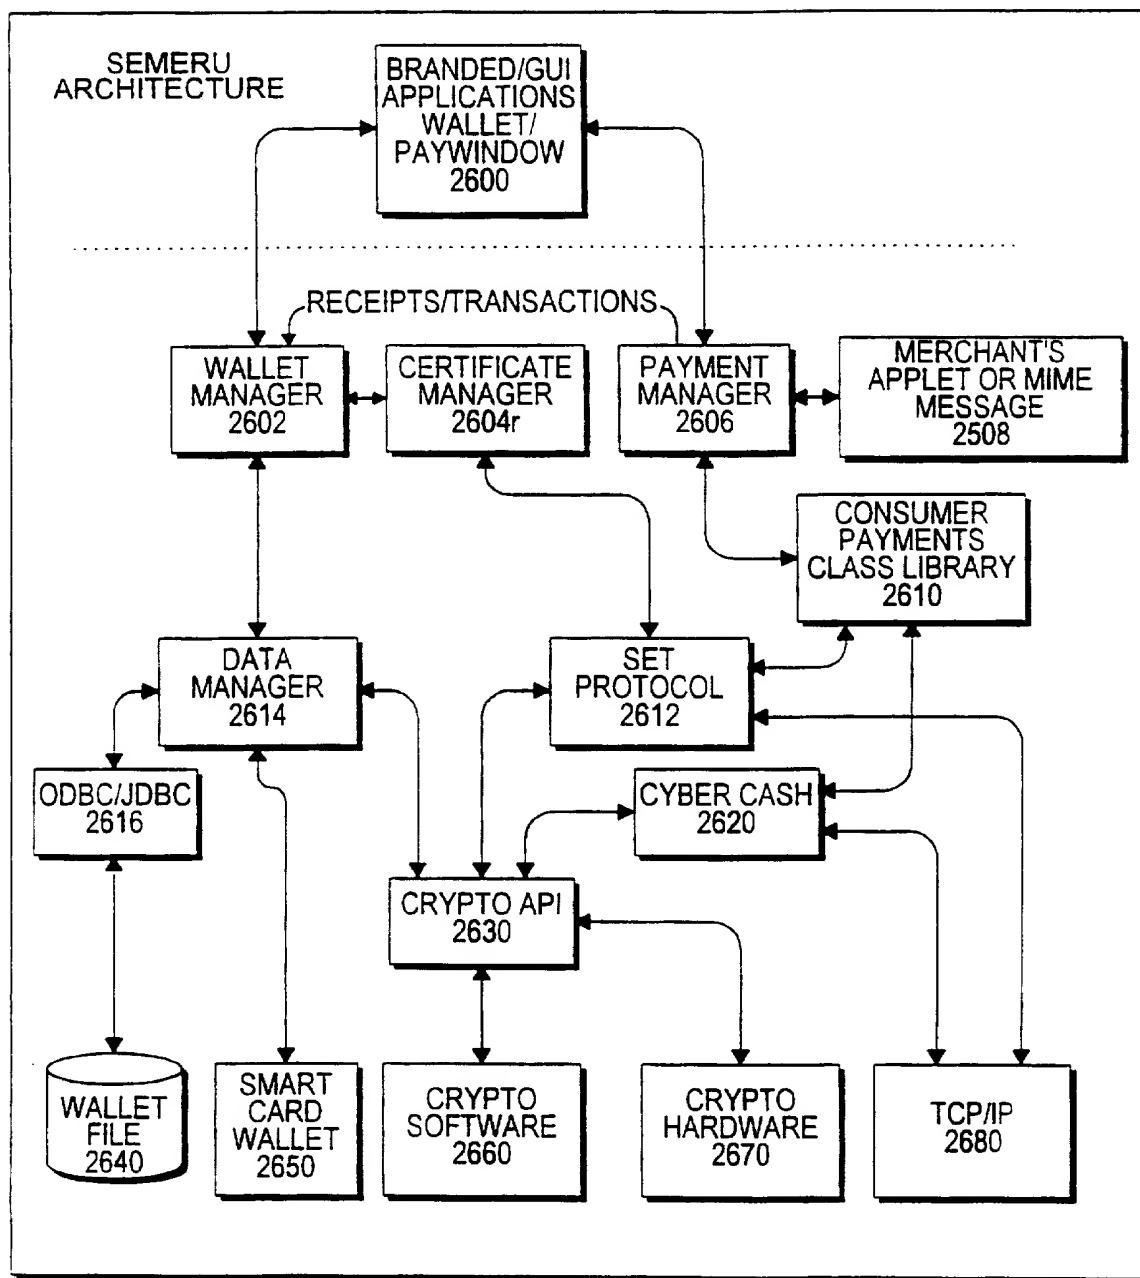 SEMERU
ARCHITECTURE
BRANDED/GUI
APPLICATIONS
WALLET/
PAYWINDOW
2600
RECEIPTS/TRANSACTIONS
WALLET
MANAGER
2602
CERTIFICATE
MANAGER
2604r
PAYMENT
MANAGER
2606
MERCHANT'S
APPLET OR MIME
MESSAGE
2508
CONSUMER
PAYMENTS
CLASS LIBRARY
2610
DATA
MANAGER
2614
SET
PROTOCOL
2612
ODBC/JDBC
2616
CYBER CASH
2620
CRYPTO API
2630
WALLET
FILE
2640
SMART
CARD
WALLET
2650
CRYPTO
SOFTWARE
2660
CRYPTO
HARDWARE
2670
TCP/IP
2680